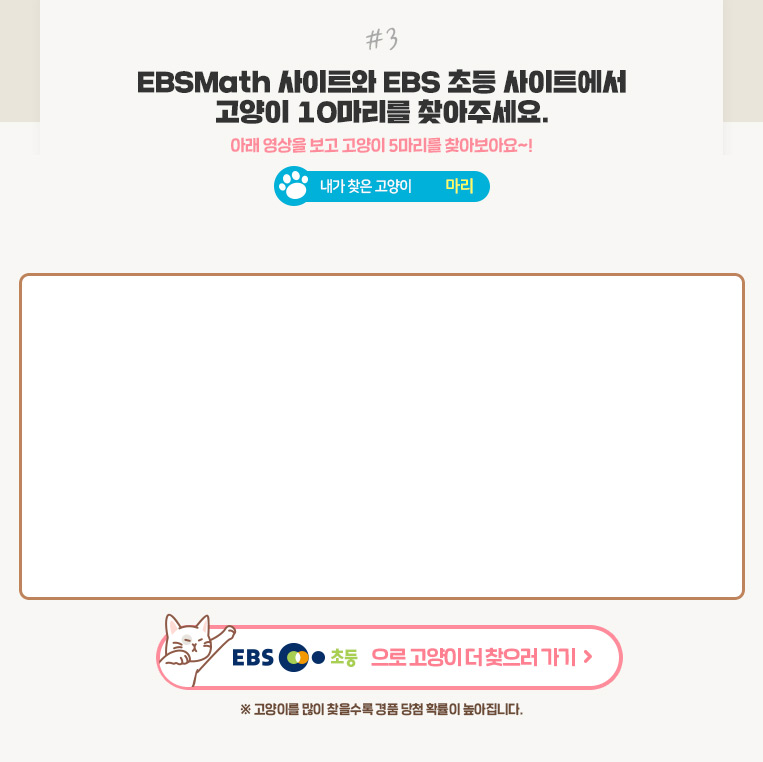 #3
EBSMath 사이트와 EBS 초등 사이트에서
고양이 10마리를 찾아주세요.
아래 영상을 보고 고양이 5마리를 찾아보아요~!
내가 찾은 고양이 마리
EBS 초등 으로 고양이 더 찾으러 가기 >
※ 고양이를 많이 찾을수록 경품 당첨 확률이 높아집니다.